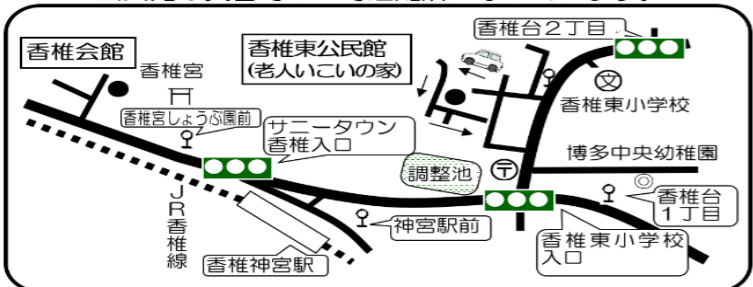 香椎会館
香椎宮
香椎東公民館
(老人いこいの家)
香椎台2丁目
文
香椎東小学校
香椎宮しょうぶ園前
サニータウン
香椎入口
調整池
〒
博多中央幼稚園
香椎台
1丁目
JR香椎線
神宮駅前
香椎東小学校
入口
香椎神宮駅